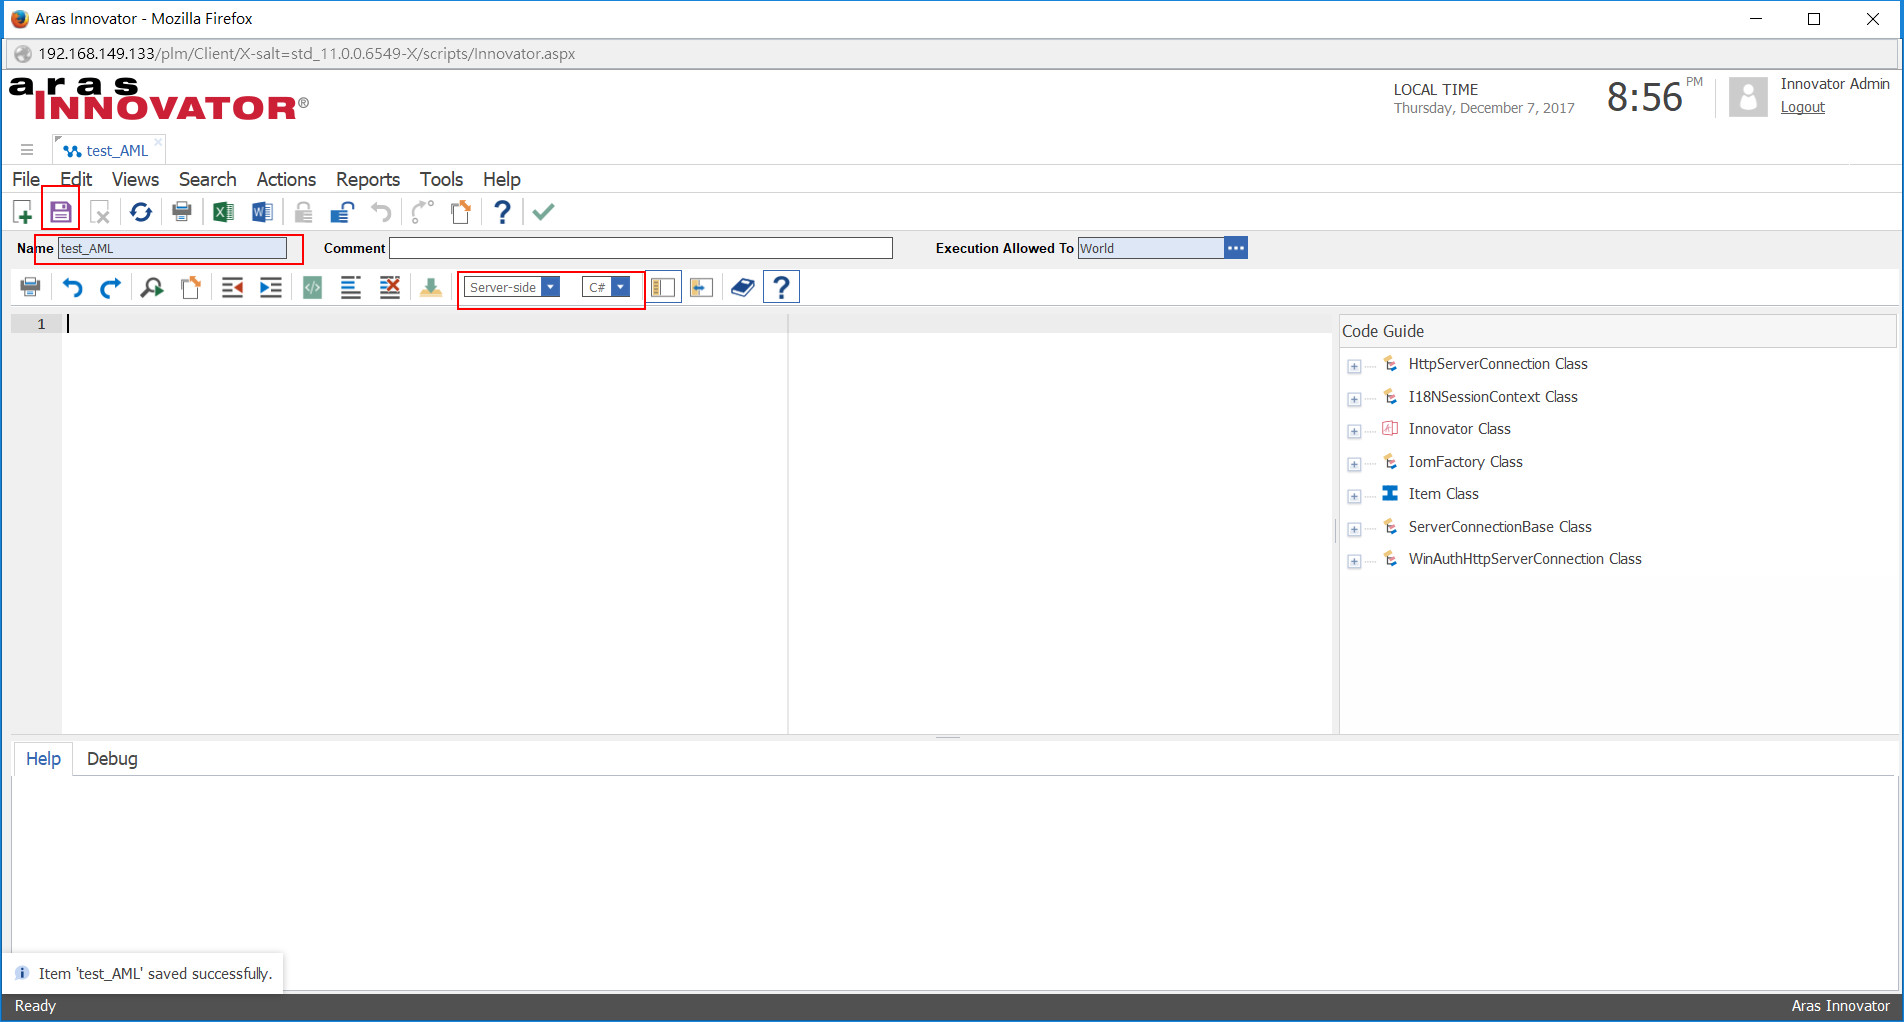 Aras Innovator - Mozilla Firefox
192.168.149.133/plm/Client/X-salt=std_11.0.0.6549-X/scripts/Innovator.aspx
aras
INNOVATOR®
LOCAL TIME
Thursday, December 7, 2017
8:56 PM
Innovator Admin
Logout
test_AML
File Edit Views Search Actions Reports Tools Help
Name test_AML Comment Execution Allowed To World
Server-side C#
1
Code Guide
HttpServerConnection Class
I18NSessionContext Class
Innovator Class
IomFactory Class
Item Class
ServerConnectionBase Class
WinAuthHttpServerConnection Class
Help Debug
Item 'test_AML' saved successfully.
Ready
Aras Innovator